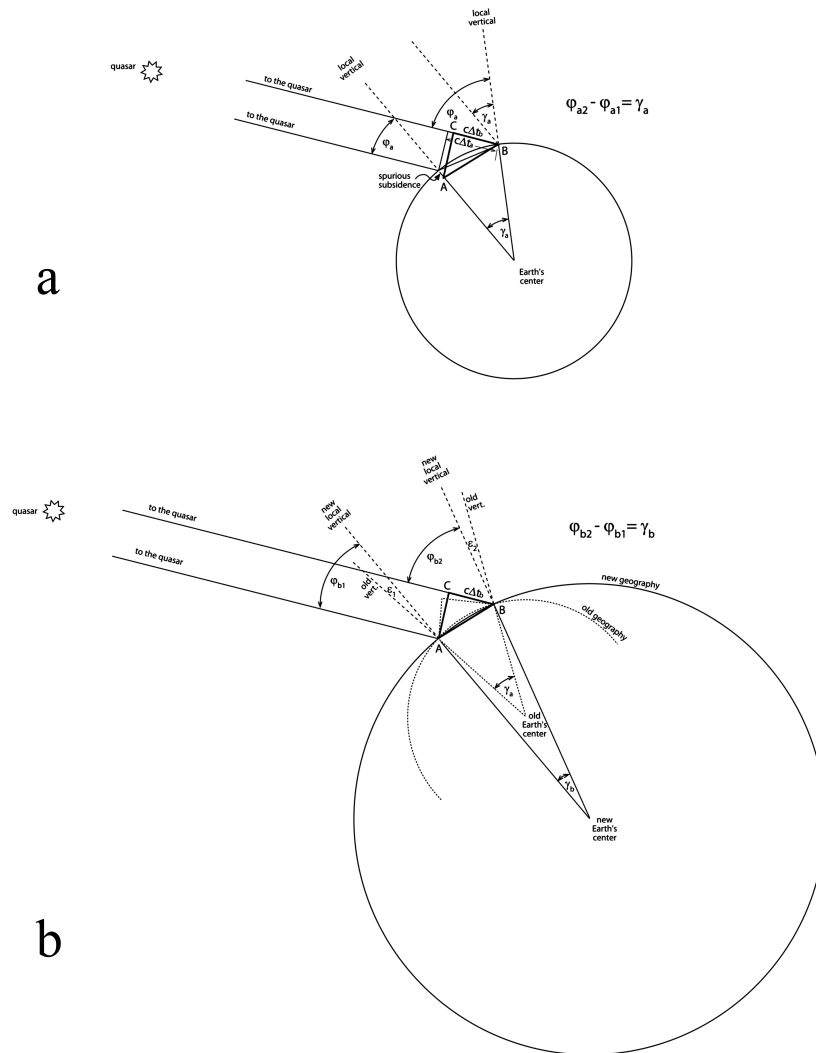 local
vertical
quasar
local
vertical
to the quasar
to the quasar
φa
φa
γa
φa2 - φa1 = γa
C
cΔtb
cΔta
B
spurious
subsidence
A
γa
Earth's
center
a
new
local
vertical
old
vert.
quasar
new
local
vertical
to the quasar
to the quasar
φb2
ε2
φb2 - φb1 = γb
φb1
old
vert.
ε1
C
cΔtb
B
new geography
old geography
A
γa
old
Earth's
center
γb
new
Earth's
center
b